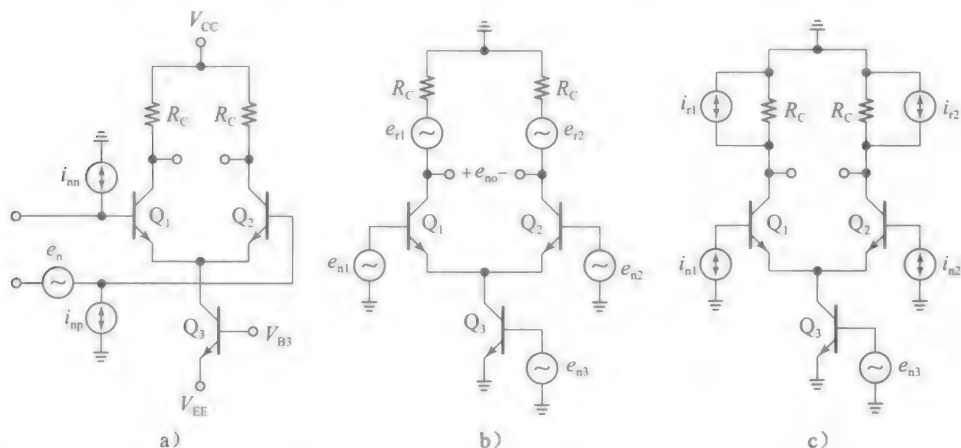 V_CC
R_C
R_C
i_nn
Q_1
Q_2
e_n
i_np
Q_3
V_B3
V_EE
a)
R_C
R_C
e_r1
e_r2
+e_no−
Q_1
Q_2
e_n1
e_n2
Q_3
e_n3
b)
i_r1
R_C
R_C
i_r2
Q_1
Q_2
i_n1
i_n2
Q_3
e_n3
c)